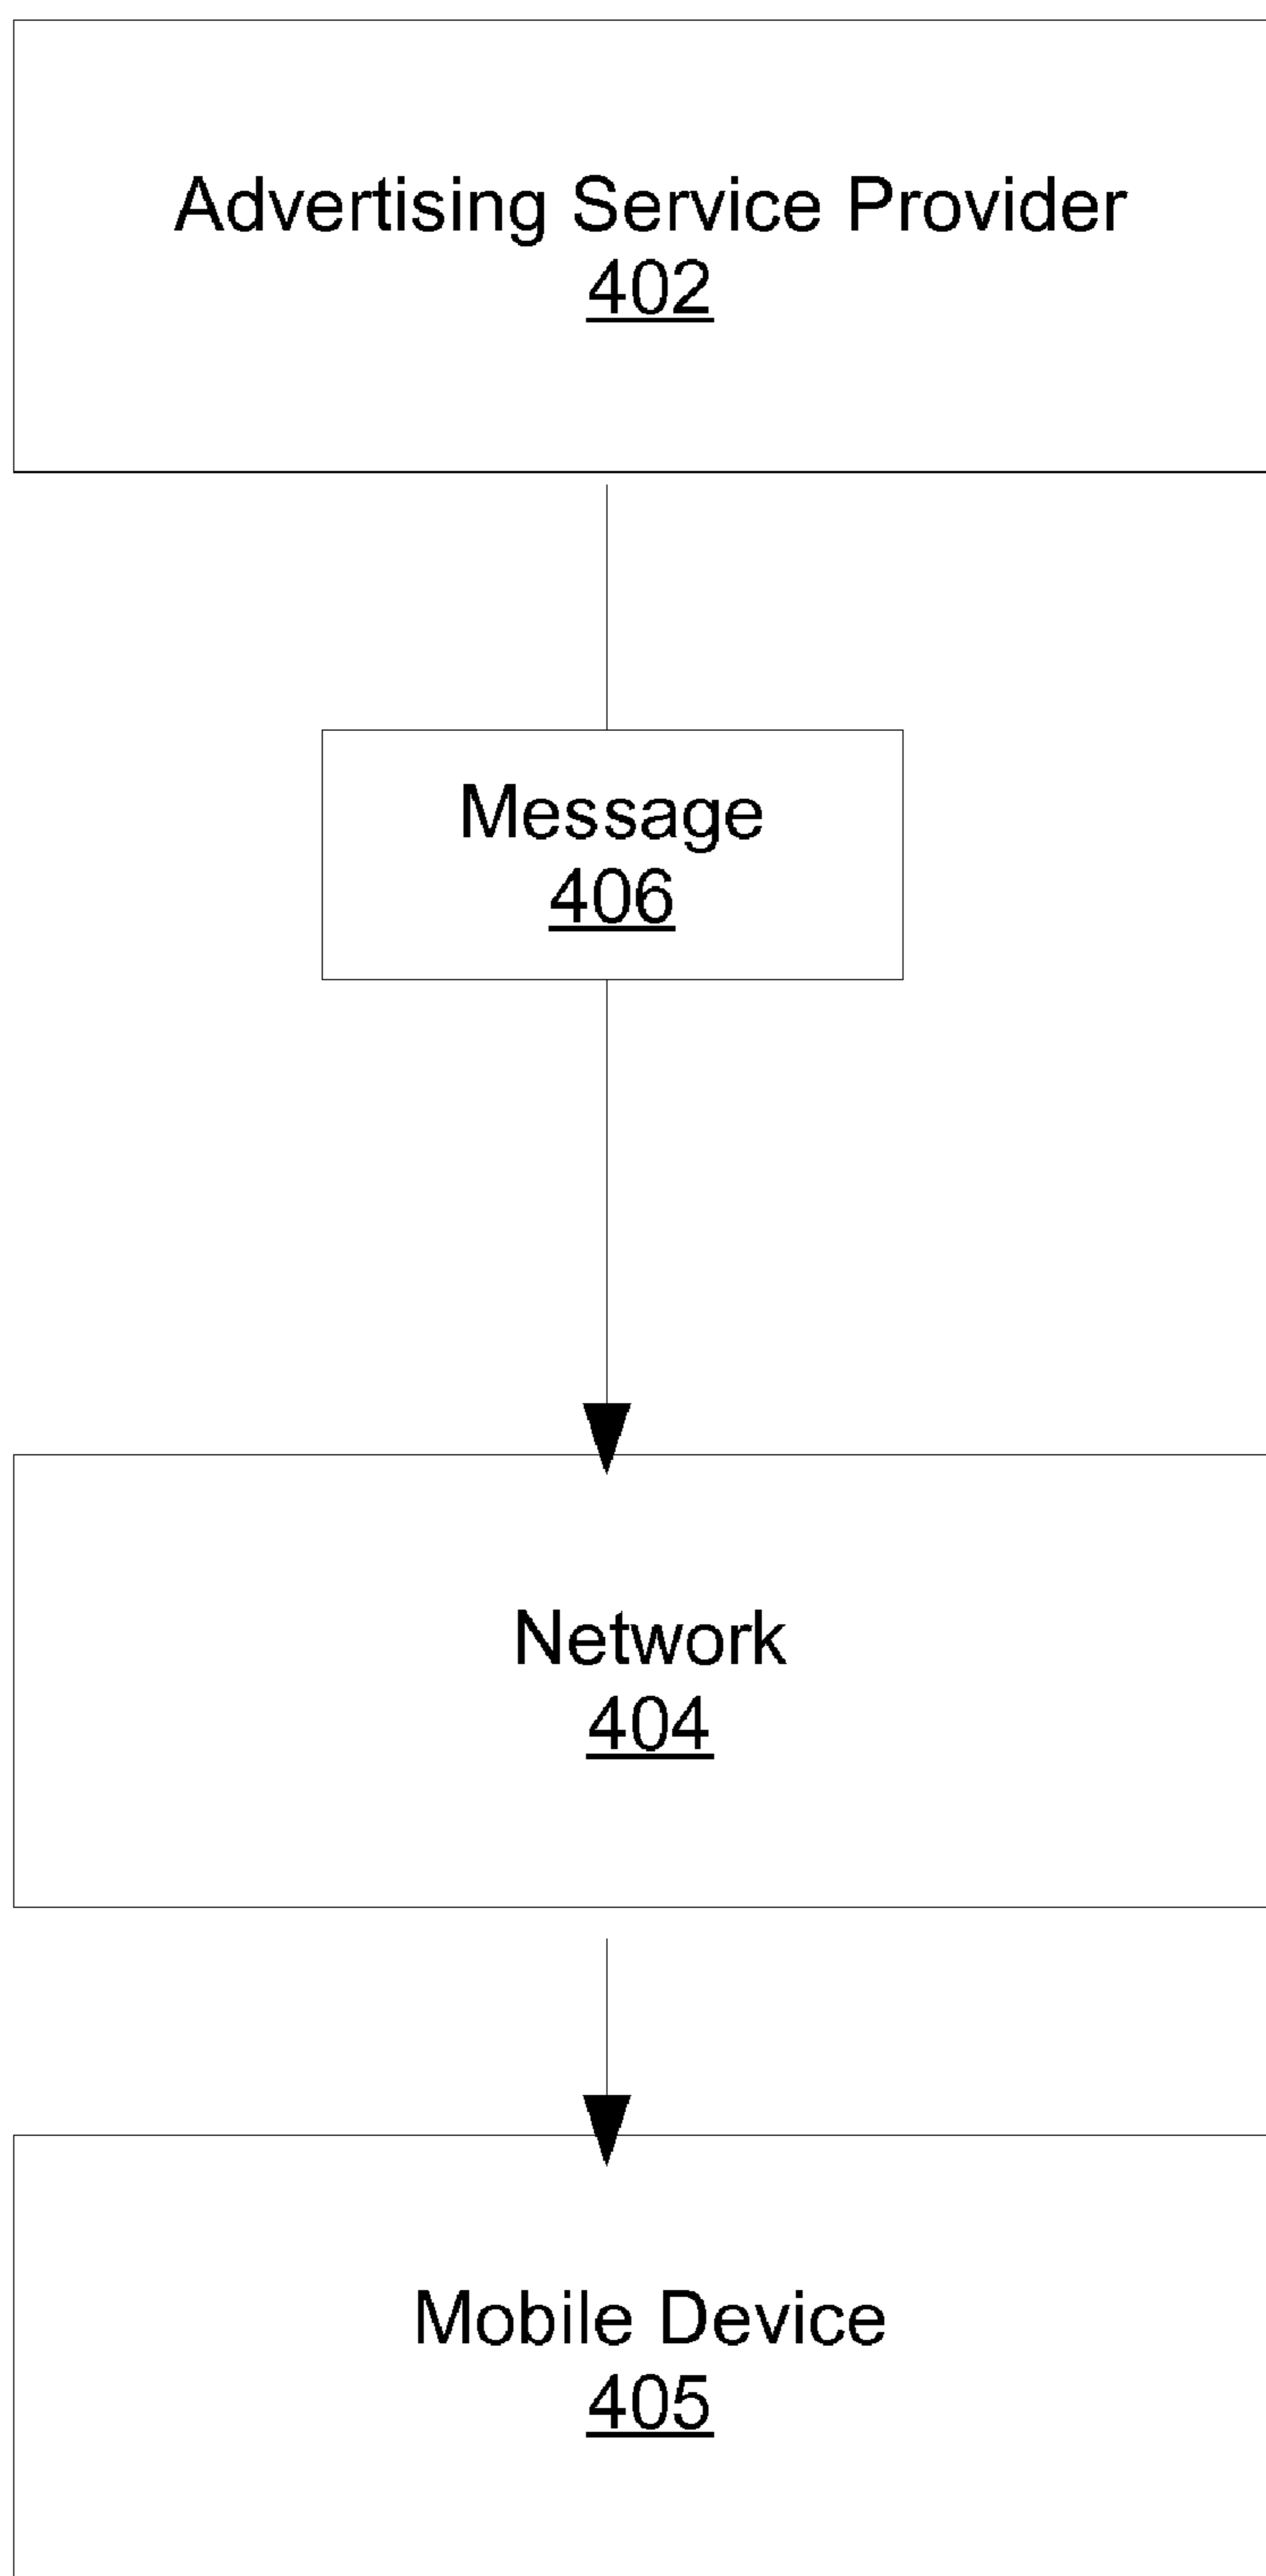 Advertising Service Provider
402
Message
406
Network
404
Mobile Device
405